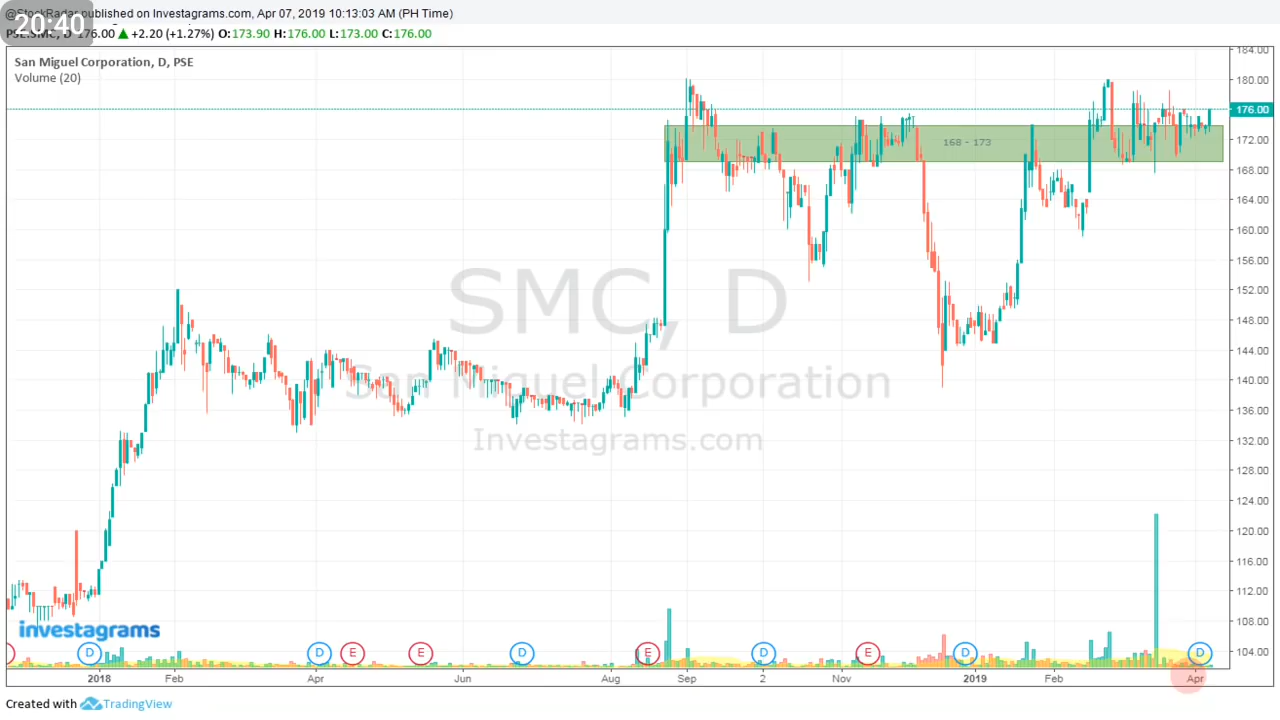 @StockRadar published on Investagrams.com, Apr 07, 2019 10:13:03 AM (PH Time)
20:40
PSE:SMC, D 176.00 ▲ +2.20 (+1.27%) O:173.90 H:176.00 L:173.00 C:176.00
San Miguel Corporation, D, PSE
Volume (20)
184.00
180.00
176.00
172.00
168.00
164.00
160.00
156.00
152.00
148.00
144.00
140.00
136.00
132.00
128.00
124.00
120.00
116.00
112.00
108.00
104.00
168 - 173
SMC, D
San Miguel Corporation
Investagrams.com
investagrams
D D E E D E D E D D
2018 Feb Apr Jun Aug Sep 2 Nov 2019 Feb Apr
Created with TradingView